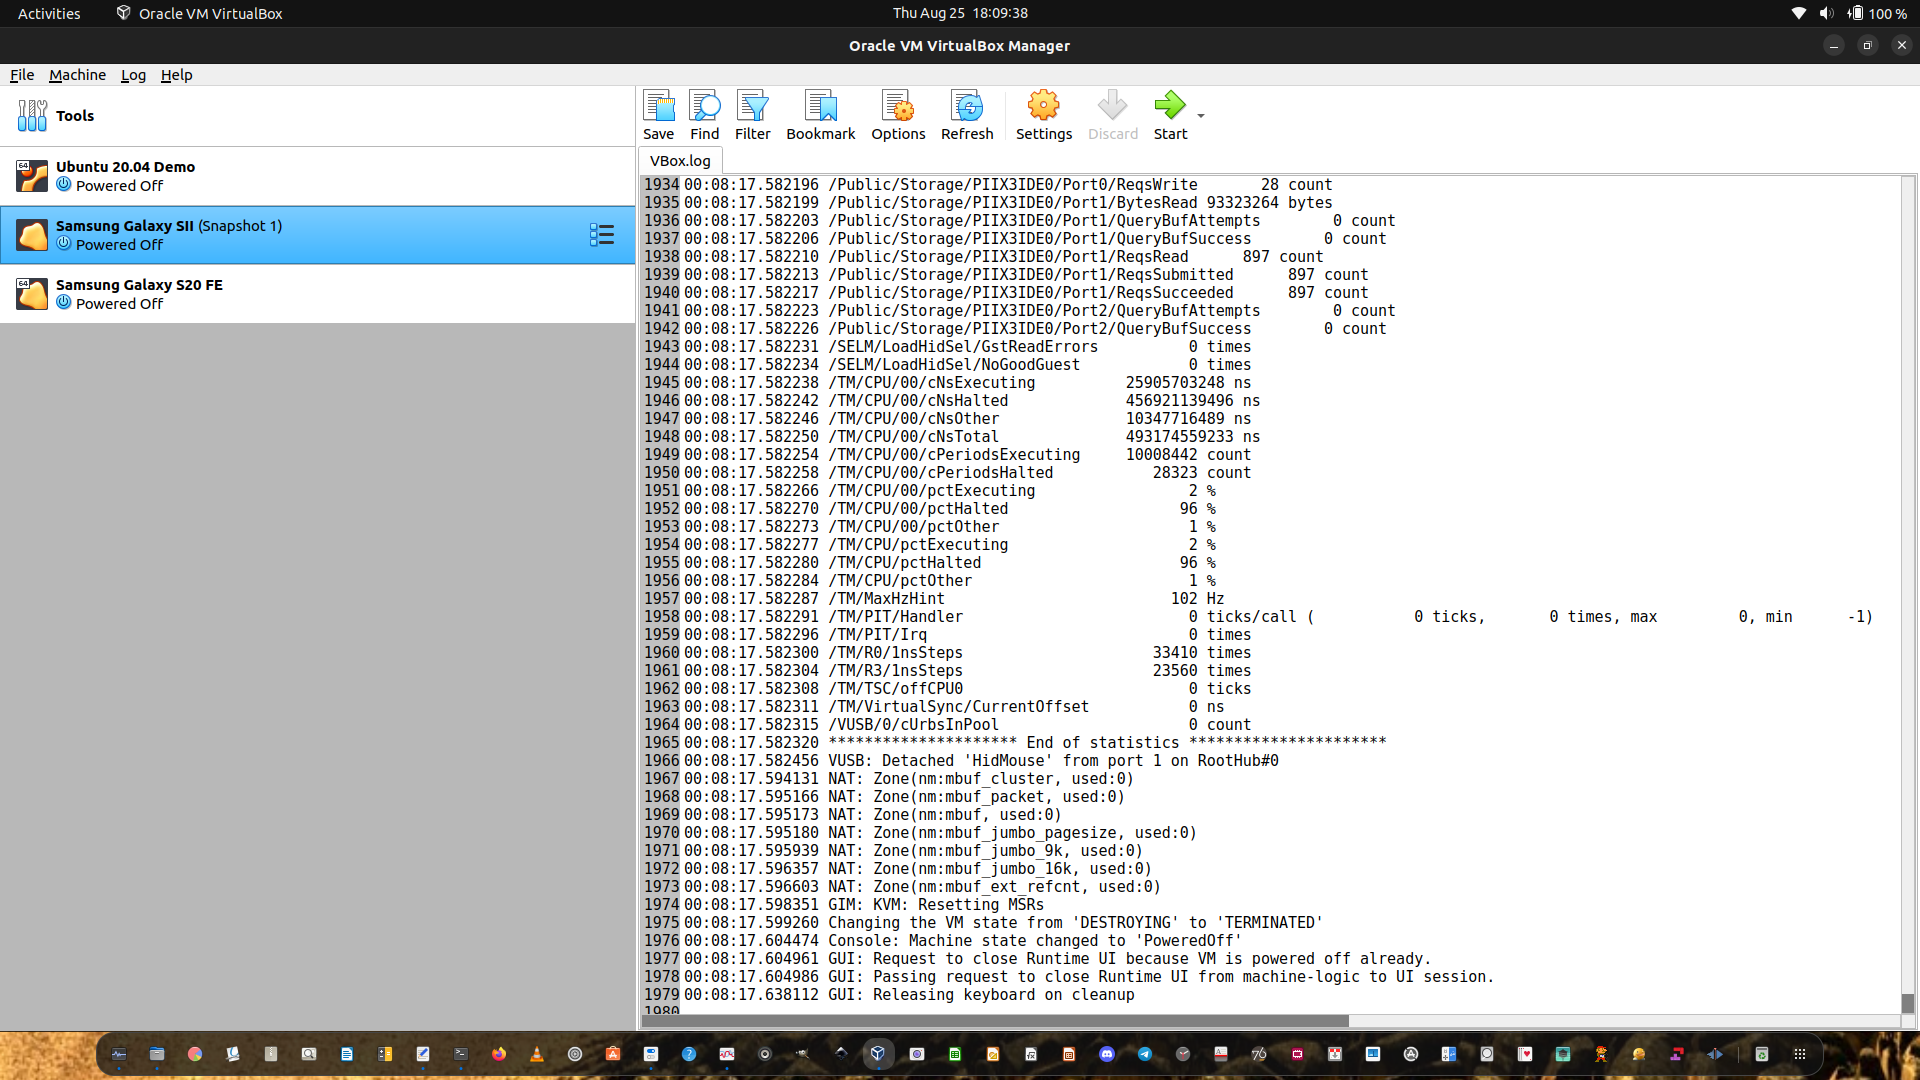 Activities Oracle VM VirtualBox Thu Aug 25 18:09:38 100 %
Oracle VM VirtualBox Manager
File Machine Log Help
Tools
Ubuntu 20.04 Demo
Powered Off
Samsung Galaxy SII (Snapshot 1)
Powered Off
Samsung Galaxy S20 FE
Powered Off
Save Find Filter Bookmark Options Refresh Settings Discard Start
VBox.log
1934 00:08:17.582196 /Public/Storage/PIIX3IDE0/Port0/ReqsWrite 28 count
1935 00:08:17.582199 /Public/Storage/PIIX3IDE0/Port1/BytesRead 93323264 bytes
1936 00:08:17.582203 /Public/Storage/PIIX3IDE0/Port1/QueryBufAttempts 0 count
1937 00:08:17.582206 /Public/Storage/PIIX3IDE0/Port1/QueryBufSuccess 0 count
1938 00:08:17.582210 /Public/Storage/PIIX3IDE0/Port1/ReqsRead 897 count
1939 00:08:17.582213 /Public/Storage/PIIX3IDE0/Port1/ReqsSubmitted 897 count
1940 00:08:17.582217 /Public/Storage/PIIX3IDE0/Port1/ReqsSucceeded 897 count
1941 00:08:17.582223 /Public/Storage/PIIX3IDE0/Port2/QueryBufAttempts 0 count
1942 00:08:17.582226 /Public/Storage/PIIX3IDE0/Port2/QueryBufSuccess 0 count
1943 00:08:17.582231 /SELM/LoadHidSel/GstReadErrors 0 times
1944 00:08:17.582234 /SELM/LoadHidSel/NoGoodGuest 0 times
1945 00:08:17.582238 /TM/CPU/00/cNsExecuting 25905703248 ns
1946 00:08:17.582242 /TM/CPU/00/cNsHalted 456921139496 ns
1947 00:08:17.582246 /TM/CPU/00/cNsOther 10347716489 ns
1948 00:08:17.582250 /TM/CPU/00/cNsTotal 493174559233 ns
1949 00:08:17.582254 /TM/CPU/00/cPeriodsExecuting 10008442 count
1950 00:08:17.582258 /TM/CPU/00/cPeriodsHalted 28323 count
1951 00:08:17.582266 /TM/CPU/00/pctExecuting 2 %
1952 00:08:17.582270 /TM/CPU/00/pctHalted 96 %
1953 00:08:17.582273 /TM/CPU/00/pctOther 1 %
1954 00:08:17.582277 /TM/CPU/pctExecuting 2 %
1955 00:08:17.582280 /TM/CPU/pctHalted 96 %
1956 00:08:17.582284 /TM/CPU/pctOther 1 %
1957 00:08:17.582287 /TM/MaxHzHint 102 Hz
1958 00:08:17.582291 /TM/PIT/Handler 0 ticks/call ( 0 ticks, 0 times, max 0, min -1)
1959 00:08:17.582296 /TM/PIT/Irq 0 times
1960 00:08:17.582300 /TM/R0/1nsSteps 33410 times
1961 00:08:17.582304 /TM/R3/1nsSteps 23560 times
1962 00:08:17.582308 /TM/TSC/offCPU0 0 ticks
1963 00:08:17.582311 /TM/VirtualSync/CurrentOffset 0 ns
1964 00:08:17.582315 /VUSB/0/cUrbsInPool 0 count
1965 00:08:17.582320 ********************* End of statistics **********************
1966 00:08:17.582456 VUSB: Detached 'HidMouse' from port 1 on RootHub#0
1967 00:08:17.594131 NAT: Zone(nm:mbuf_cluster, used:0)
1968 00:08:17.595166 NAT: Zone(nm:mbuf_packet, used:0)
1969 00:08:17.595173 NAT: Zone(nm:mbuf, used:0)
1970 00:08:17.595180 NAT: Zone(nm:mbuf_jumbo_pagesize, used:0)
1971 00:08:17.595939 NAT: Zone(nm:mbuf_jumbo_9k, used:0)
1972 00:08:17.596357 NAT: Zone(nm:mbuf_jumbo_16k, used:0)
1973 00:08:17.596603 NAT: Zone(nm:mbuf_ext_refcnt, used:0)
1974 00:08:17.598351 GIM: KVM: Resetting MSRs
1975 00:08:17.599260 Changing the VM state from 'DESTROYING' to 'TERMINATED'
1976 00:08:17.604474 Console: Machine state changed to 'PoweredOff'
1977 00:08:17.604961 GUI: Request to close Runtime UI because VM is powered off already.
1978 00:08:17.604986 GUI: Passing request to close Runtime UI from machine-logic to UI session.
1979 00:08:17.638112 GUI: Releasing keyboard on cleanup
1980